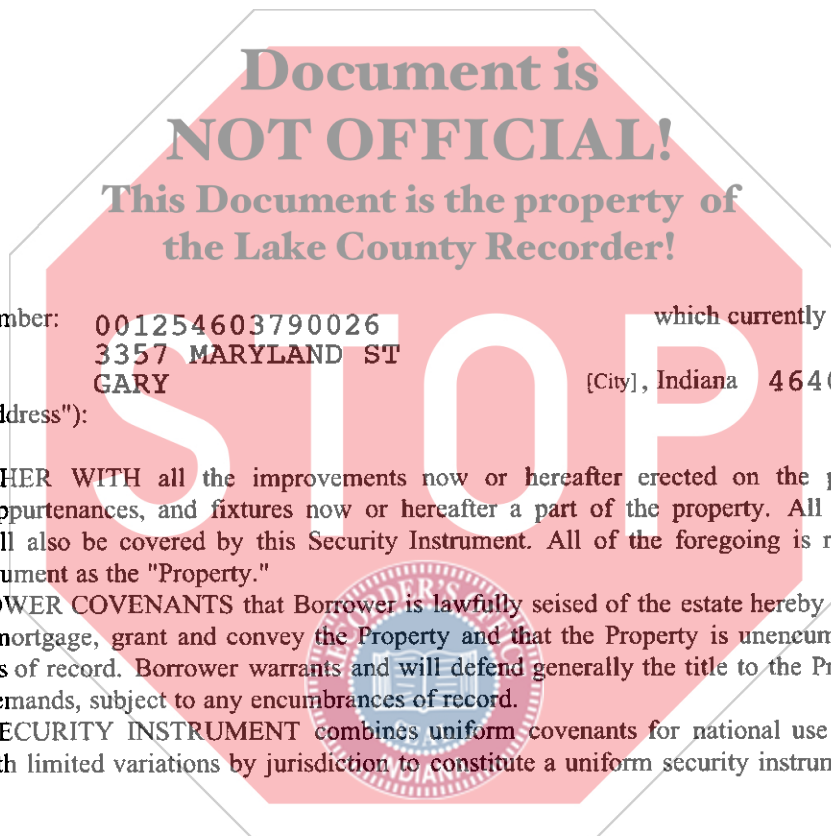 Document is
NOT OFFICIAL!
This Document is the property of
the Lake County Recorder!
STOP
mber: 001254603790026 which currently
3357 MARYLAND ST
GARY [City], Indiana 4640
ddress"):
HER WITH all the improvements now or hereafter erected on the p
ppurtenances, and fixtures now or hereafter a part of the property. All
ll also be covered by this Security Instrument. All of the foregoing is r
ument as the "Property."
OWER COVENANTS that Borrower is lawfully seised of the estate hereby
mortgage, grant and convey the Property and that the Property is unencum
s of record. Borrower warrants and will defend generally the title to the Pr
emands, subject to any encumbrances of record.
ECURITY INSTRUMENT combines uniform covenants for national use
th limited variations by jurisdiction to constitute a uniform security instrum
SEAL
INDIANA